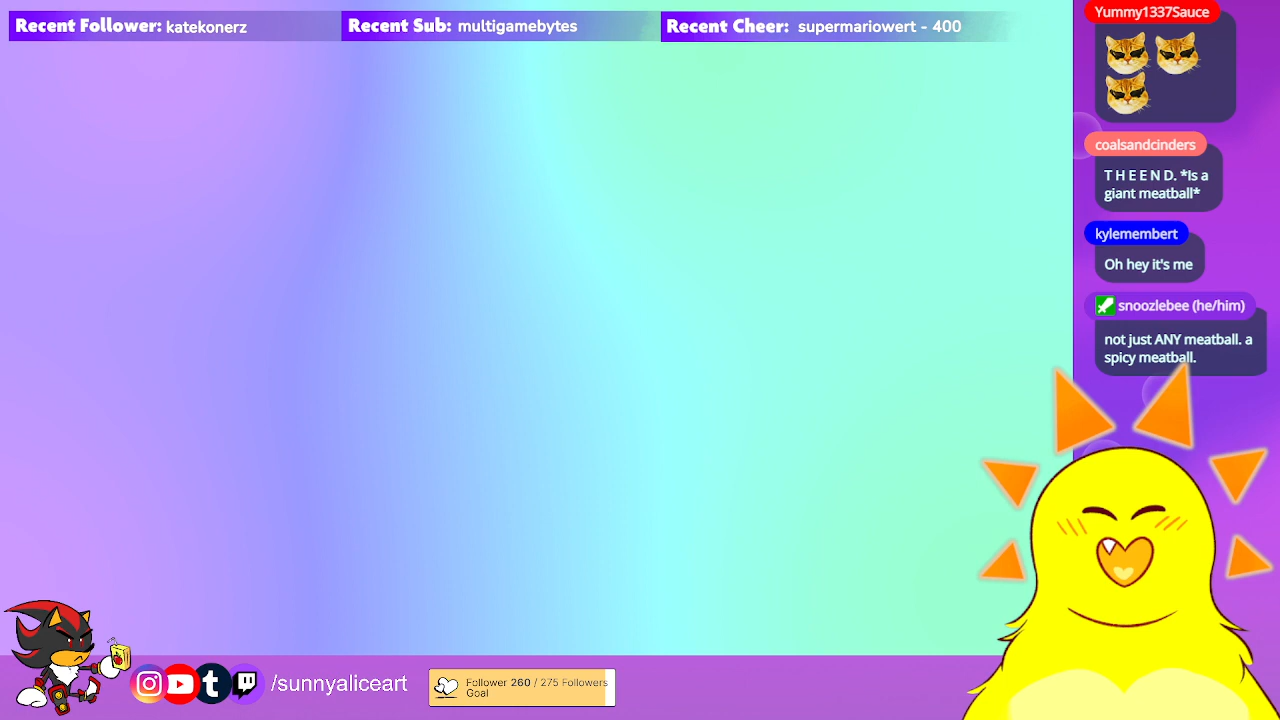 Recent Follower: katekonerz
Recent Sub: multigamebytes
Recent Cheer: supermariowert - 400
Yummy1337Sauce
coalsandcinders
T H E E N D. *Is a
giant meatball*
kylemembert
Oh hey it's me
snoozlebee (he/him)
not just ANY meatball. a
spicy meatball.
/sunnyaliceart
Follower 260 / 275 Followers
Goal